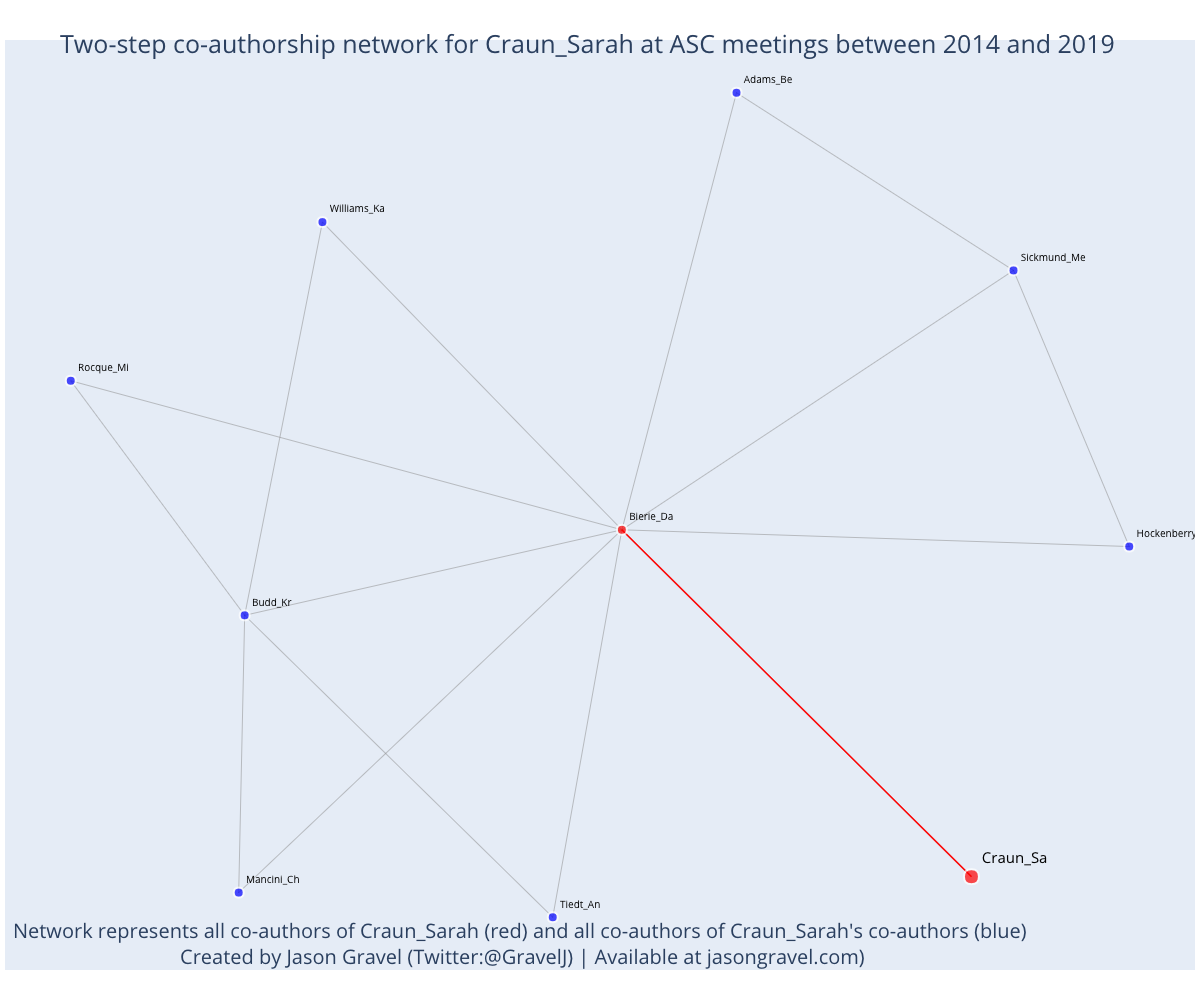 Two-step co-authorship network for Craun_Sarah at ASC meetings between 2014 and 2019
Adams_Be
Williams_Ka
Sickmund_Me
Rocque_Mi
Bierie_Da
Hockenberry
Budd_Kr
Craun_Sa
Mancini_Ch
Tiedt_An
Network represents all co-authors of Craun_Sarah (red) and all co-authors of Craun_Sarah's co-authors (blue)
Created by Jason Gravel (Twitter:@GravelJ) | Available at jasongravel.com)